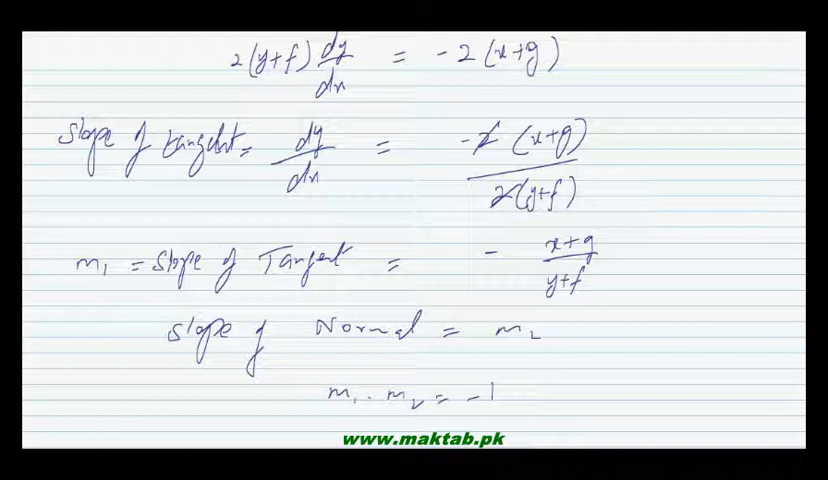 2(y+f) dy/dx = -2(x+g)
Slope of tangent = dy/dx = -2(x+g)/2(y+f)
m₁ = Slope of Tangent = - x+g/y+f
Slope of Normal = m₂
m₁ . m₂ = -1
www.maktab.pk